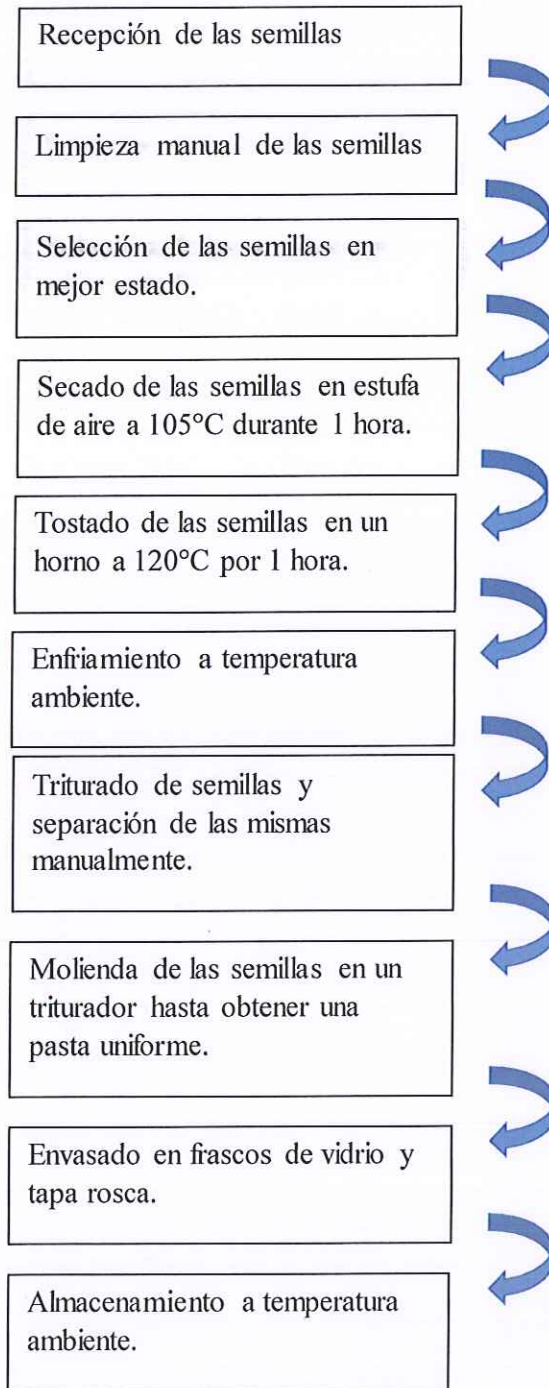 Recepción de las semillas
Limpieza manual de las semillas
Selección de las semillas en
mejor estado.
Secado de las semillas en estufa
de aire a 105°C durante 1 hora.
Tostado de las semillas en un
horno a 120°C por 1 hora.
Enfriamiento a temperatura
ambiente.
Triturado de semillas y
separación de las mismas
manualmente.
Molienda de las semillas en un
triturador hasta obtener una
pasta uniforme.
Envasado en frascos de vidrio y
tapa rosca.
Almacenamiento a temperatura
ambiente.